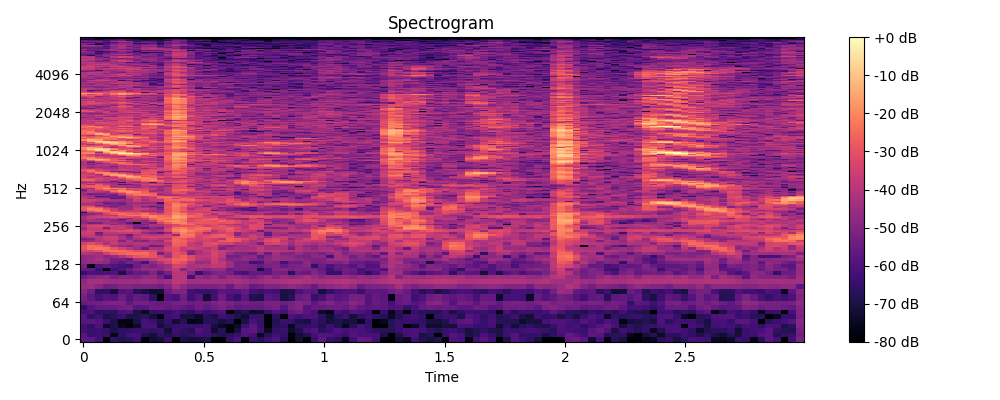 Spectrogram
Hz
4096
2048
1024
512
256
128
64
0
0
0.5
1
1.5
2
2.5
Time
+0 dB
-10 dB
-20 dB
-30 dB
-40 dB
-50 dB
-60 dB
-70 dB
-80 dB